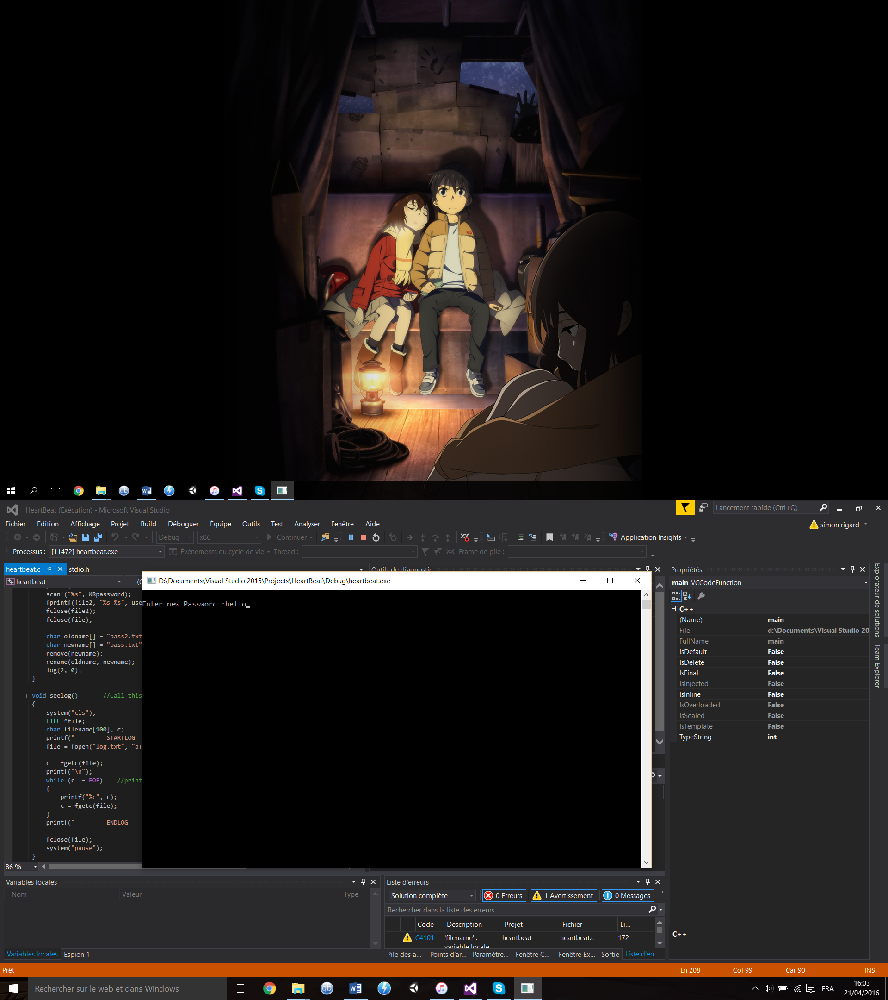 HeartBeat (Exécution) - Microsoft Visual Studio
Lancement rapide (Ctrl+Q)
Fichier Edition Affichage Projet Build Déboguer Équipe Outils Test Analyser Fenêtre Aide
simon rigard
Debug x86 Continuer Application Insights
Processus : [11472] heartbeat.exe Événements du cycle de vie Thread : Frame de pile :
heartbeat.c stdio.h
Outils de diagnostic
Propriétés
Explorateur de solutions
Team Explorer
heartbeat
D:\Documents\Visual Studio 2015\Projects\HeartBeat\Debug\heartbeat.exe
Enter new Password :hello
scanf("%s", &Rpassword);
fprintf(file2, "%s %s", use
fclose(file2);
fclose(file);
char oldname[] = "pass2.txt
char newname[] = "pass.txt"
remove(newname);
rename(oldname, newname);
log(2, 0);
}
void seelog() //Call this
{
system("cls");
FILE *file;
char filename[100], c;
printf(" -----STARTLOG--
file = fopen("log.txt", "a+
c = fgetc(file);
printf("\n");
while (c != EOF) //print
{
printf("%c", c);
c = fgetc(file);
}
printf(" -----ENDLOG----
fclose(file);
system("pause");
}
86 %
main VCCodeFunction
C++
(Name) main
File d:\Documents\Visual Studio 20
FullName main
IsDefault False
IsDelete False
IsFinal False
IsInjected False
IsInline False
IsOverloaded False
IsSealed False
IsTemplate False
TypeString int
C++
Variables locales
Nom Valeur Type
Variables locales Espion 1
Liste d'erreurs
Solution complète 0 Erreurs 1 Avertissement 0 Messages
Rechercher dans la liste des erreurs
Code Description Projet Fichier Li...
C4101 'filename' : heartbeat heartbeat.c 172
variable locale
Pile des a... Points d'ar... Paramètre... Fenêtre C... Fenêtre Ex... Sortie Liste d'err...
Prêt Ln 208 Col 99 Car 90 INS
Rechercher sur le web et dans Windows
FRA
16:03
21/04/2016